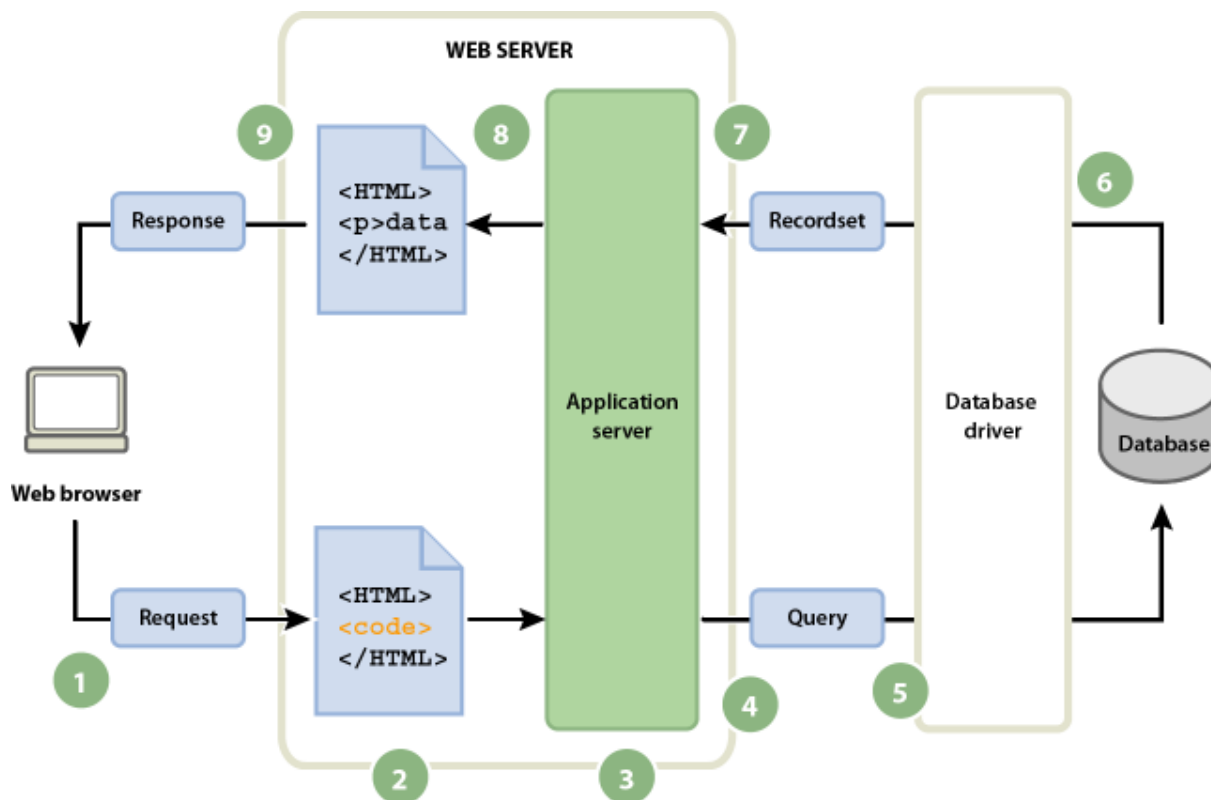 WEB SERVER
9
8
7
6
<HTML>
<p>data
</HTML>
Response
Recordset
Application
server
Database
driver
Database
Web browser
<HTML>
<code>
</HTML>
Request
Query
1
2
3
4
5